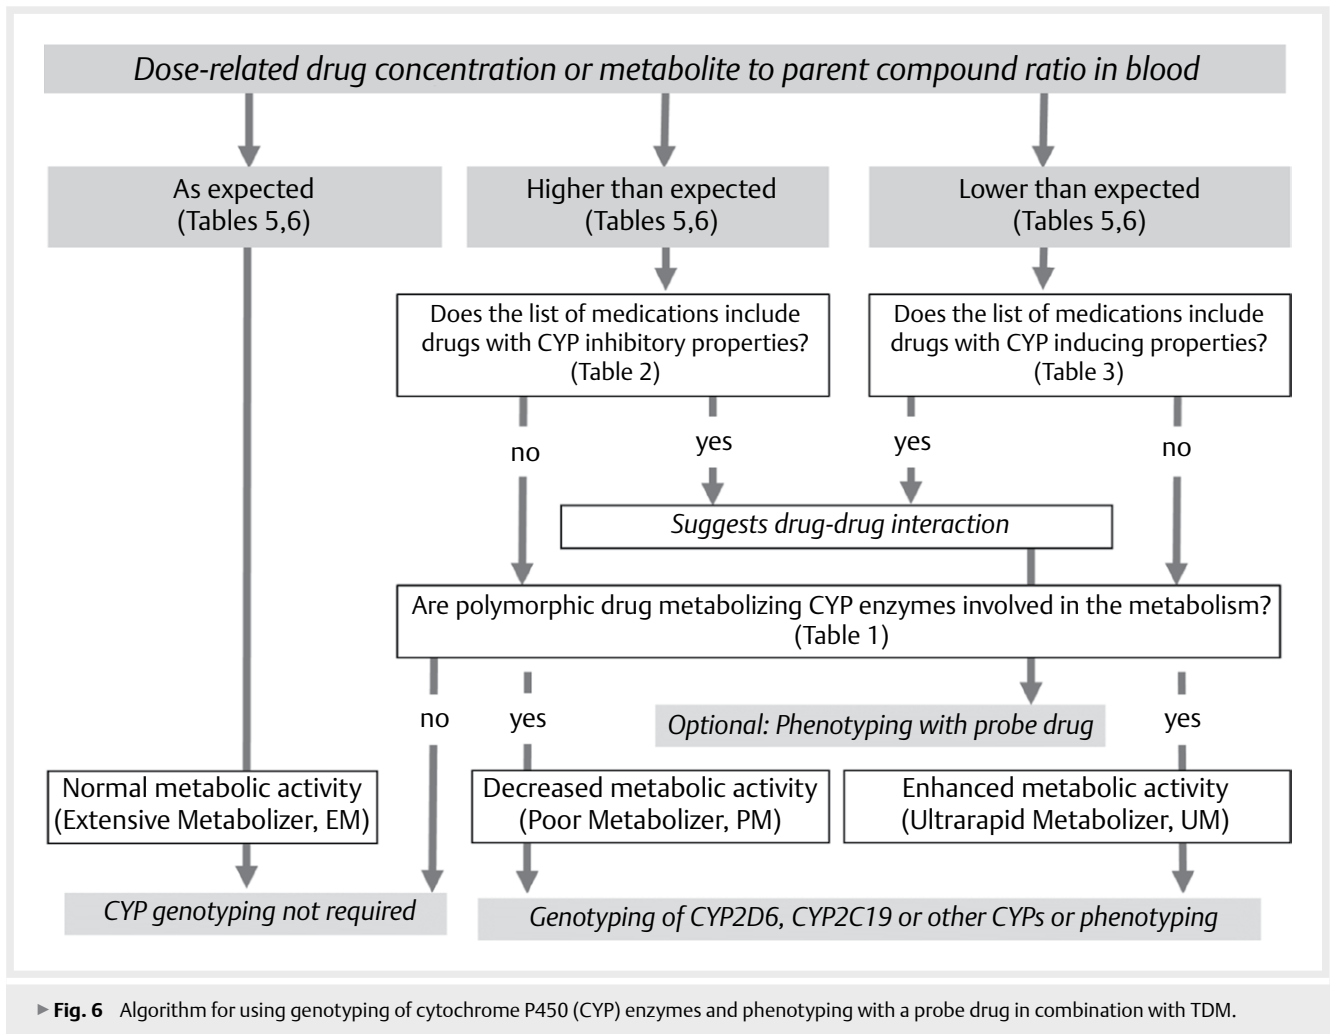 Dose-related drug concentration or metabolite to parent compound ratio in blood
As expected
(Tables 5,6)
Higher than expected
(Tables 5,6)
Lower than expected
(Tables 5,6)
Does the list of medications include
drugs with CYP inhibitory properties?
(Table 2)
Does the list of medications include
drugs with CYP inducing properties?
(Table 3)
no
yes
yes
no
Suggests drug-drug interaction
Are polymorphic drug metabolizing CYP enzymes involved in the metabolism?
(Table 1)
no
yes
Optional: Phenotyping with probe drug
yes
Normal metabolic activity
(Extensive Metabolizer, EM)
Decreased metabolic activity
(Poor Metabolizer, PM)
Enhanced metabolic activity
(Ultrarapid Metabolizer, UM)
CYP genotyping not required
Genotyping of CYP2D6, CYP2C19 or other CYPs or phenotyping
▶ Fig. 6 Algorithm for using genotyping of cytochrome P450 (CYP) enzymes and phenotyping with a probe drug in combination with TDM.